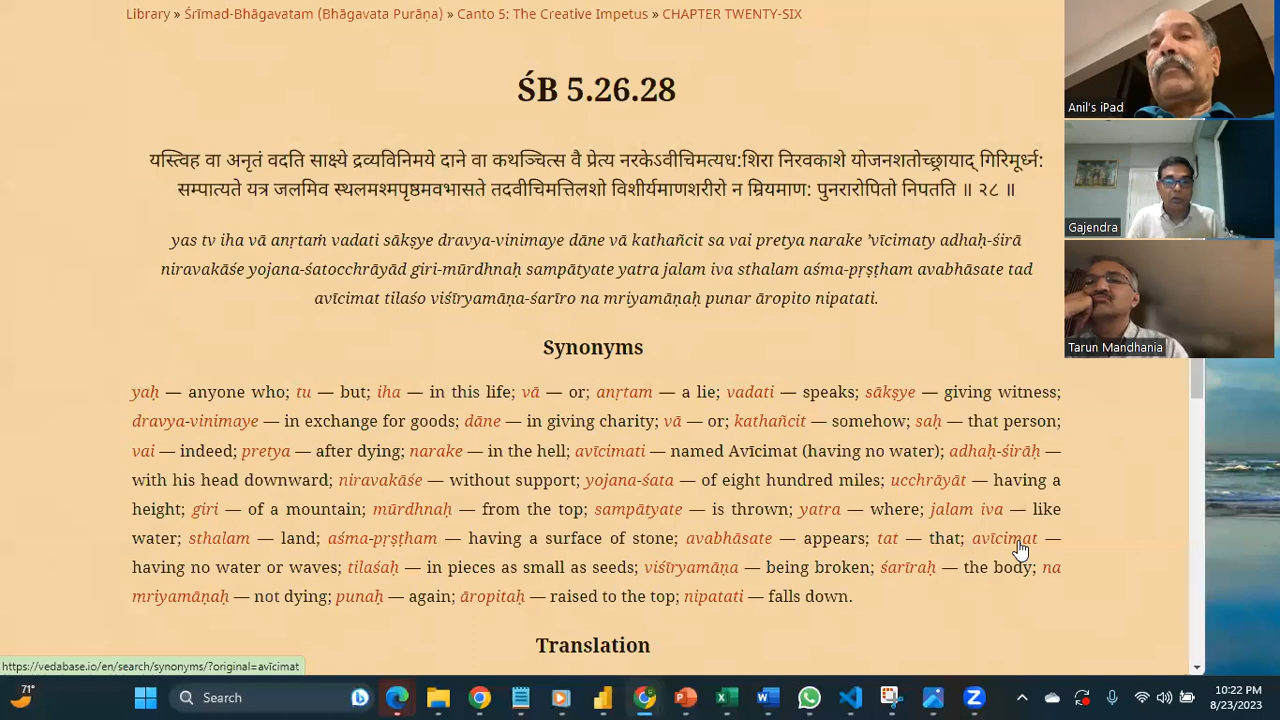 Library » Śrīmad-Bhāgavatam (Bhāgavata Purāṇa) » Canto 5: The Creative Impetus » CHAPTER TWENTY-SIX
ŚB 5.26.28
यस्त्विह वा अनृतं वदति साक्ष्ये द्रव्यविनिमये दाने वा कथञ्चित्स वै प्रेत्य नरकेऽवीचिमत्यध:शिरा निरवकाशे योजनशतोच्छ्रायाद् गिरिमूर्ध्न:
सम्पात्यते यत्र जलमिव स्थलमश्मपृष्ठमवभासते तदवीचिमत्तिलशो विशीर्यमाणशरीरो न म्रियमाण: पुनरारोपितो निपतति ॥ २८ ॥
yas tv iha vā anṛtaṁ vadati sākṣye dravya-vinimaye dāne vā kathañcit sa vai pretya narake ’vīcimaty adhaḥ-śirā
niravakāśe yojana-śatocchrāyād giri-mūrdhnaḥ sampātyate yatra jalam iva sthalam aśma-pṛṣṭham avabhāsate tad
avīcimat tilaśo viśīryamāṇa-śarīro na mriyamāṇaḥ punar āropito nipatati.
Synonyms
yaḥ — anyone who; tu — but; iha — in this life; vā — or; anṛtam — a lie; vadati — speaks; sākṣye — giving witness;
dravya-vinimaye — in exchange for goods; dāne — in giving charity; vā — or; kathañcit — somehow; saḥ — that person;
vai — indeed; pretya — after dying; narake — in the hell; avīcimati — named Avīcimat (having no water); adhaḥ-śirāḥ —
with his head downward; niravakāśe — without support; yojana-śata — of eight hundred miles; ucchrāyāt — having a
height; giri — of a mountain; mūrdhnaḥ — from the top; sampātyate — is thrown; yatra — where; jalam iva — like
water; sthalam — land; aśma-pṛṣṭham — having a surface of stone; avabhāsate — appears; tat — that; avīcimat —
having no water or waves; tilaśaḥ — in pieces as small as seeds; viśīryamāṇa — being broken; śarīraḥ — the body; na
mriyamāṇaḥ — not dying; punaḥ — again; āropitaḥ — raised to the top; nipatati — falls down.
Translation
https://vedabase.io/en/search/synonyms/?original=avīcimat
Anil's iPad
Gajendra
Tarun Mandhania
71°
Search
10:22 PM
8/23/2023